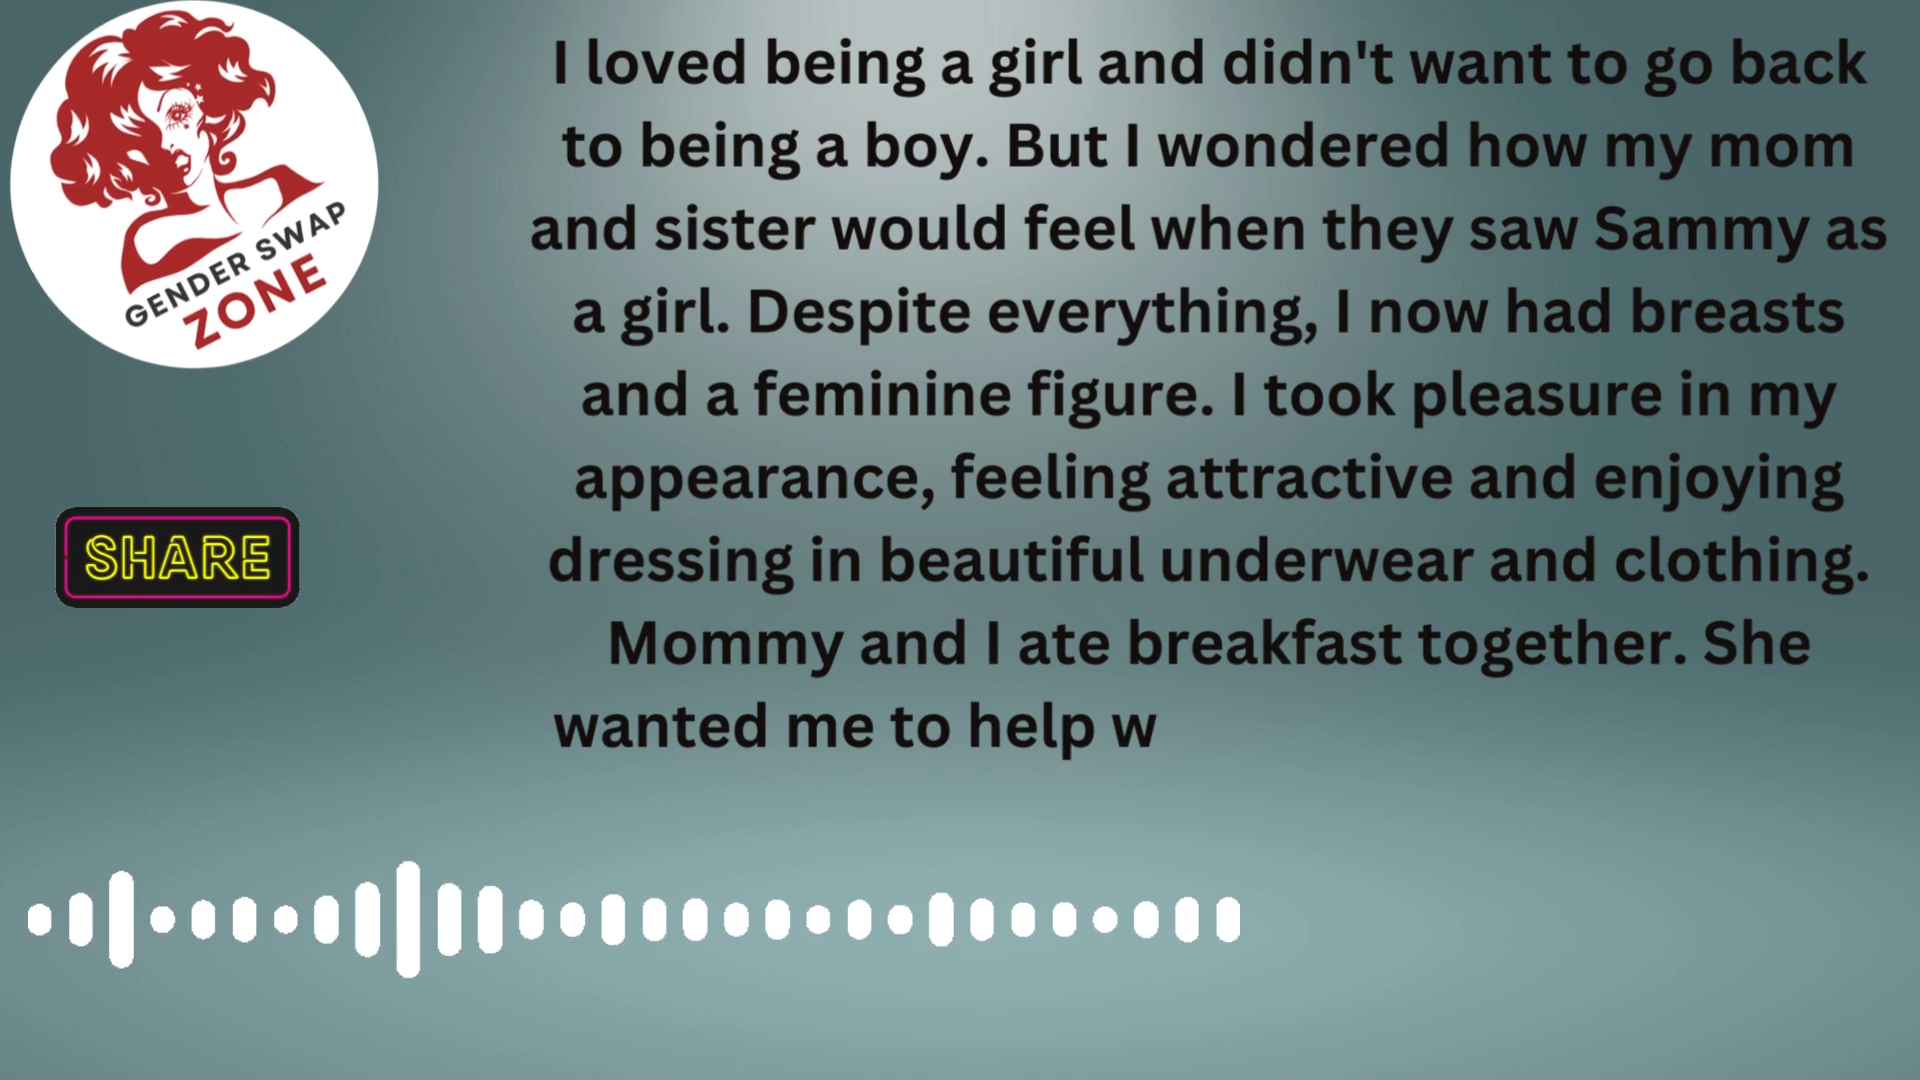 GENDER SWAP
ZONE
SHARE
I loved being a girl and didn't want to go back
to being a boy. But I wondered how my mom
and sister would feel when they saw Sammy as
a girl. Despite everything, I now had breasts
and a feminine figure. I took pleasure in my
appearance, feeling attractive and enjoying
dressing in beautiful underwear and clothing.
Mommy and I ate breakfast together. She
wanted me to help w